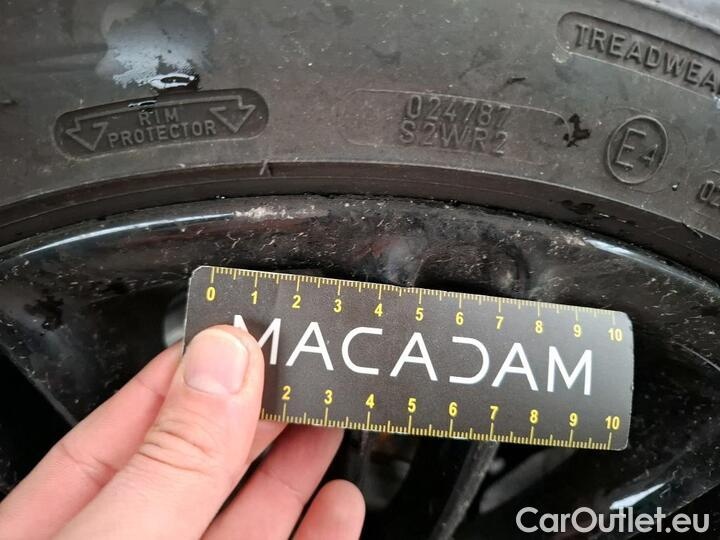 TREADWEA
RIM
PROTECTOR
024787
S2WR2
E4
02
0 1 2 3 4 5 6 7 8 9 10
MACADAM
2 3 4 5 6 7 8 9 10
CarOutlet.eu